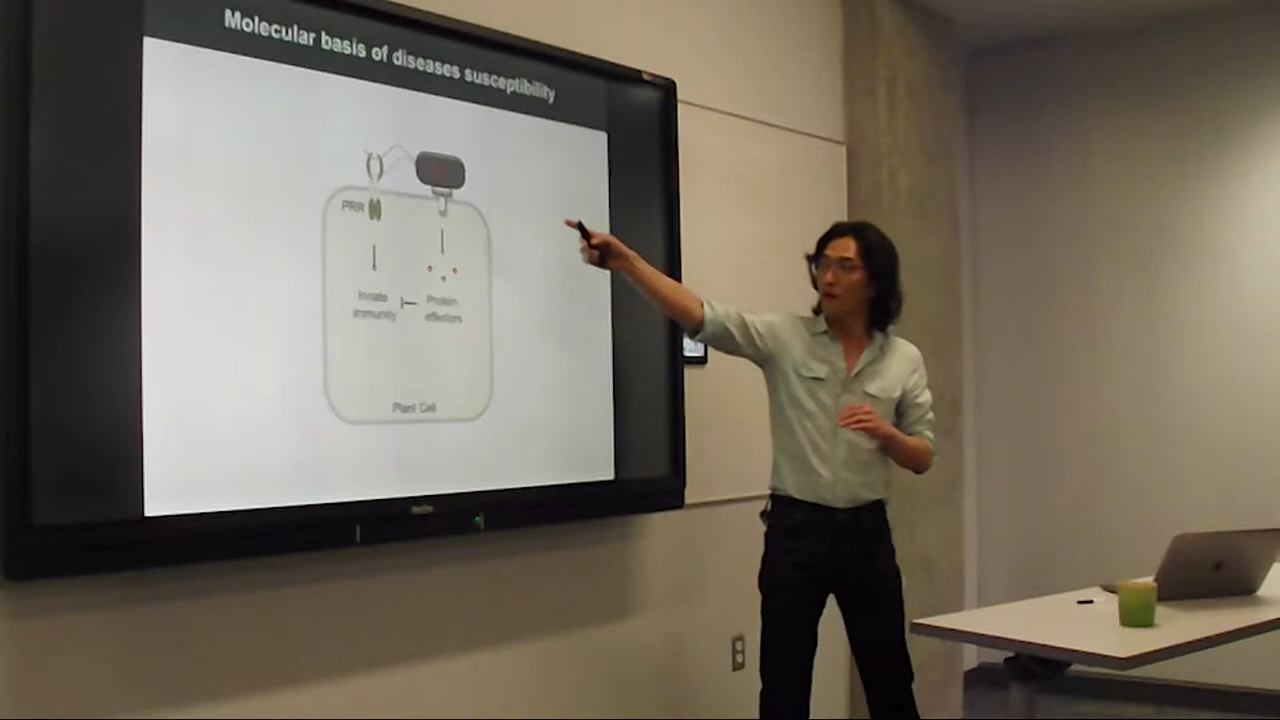 Molecular basis of diseases susceptibility
PRR
Innate
immunity
Protein
effectors
Plant Cell